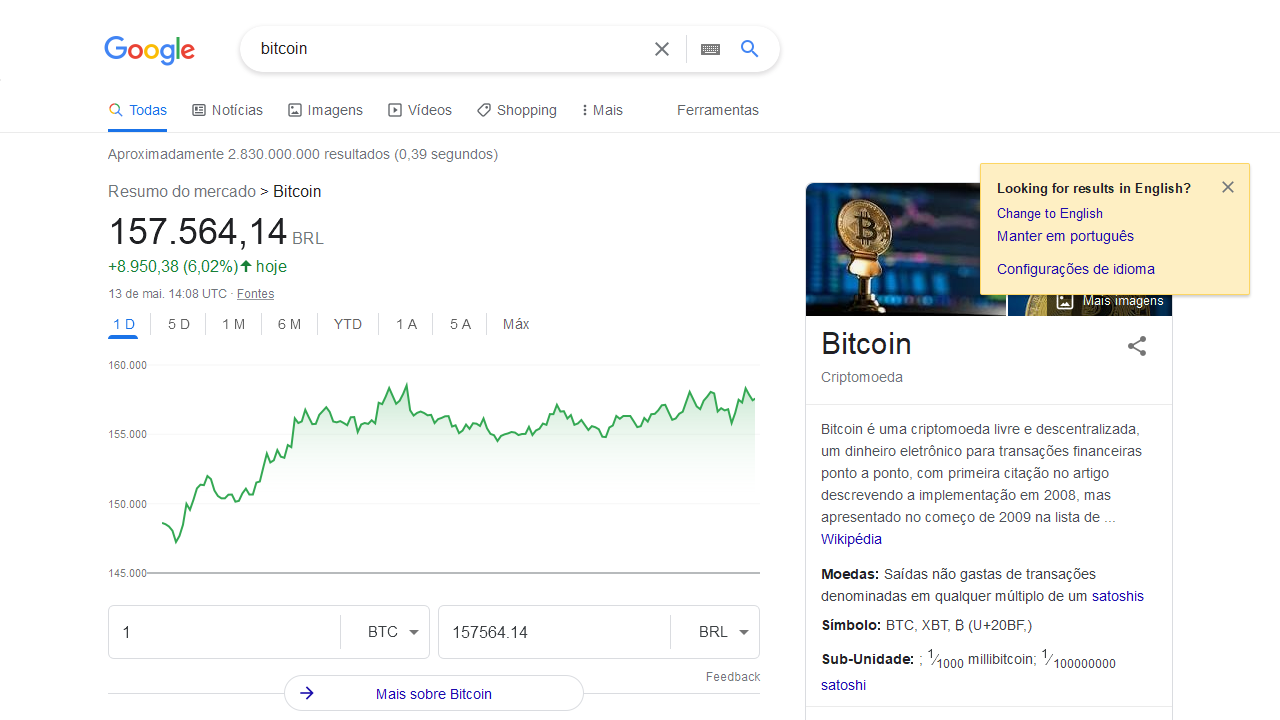 Google
bitcoin
Todas
Notícias
Imagens
Vídeos
Shopping
Mais
Ferramentas
Aproximadamente 2.830.000.000 resultados (0,39 segundos)
Resumo do mercado > Bitcoin
157.564,14 BRL
+8.950,38 (6,02%) hoje
13 de mai. 14:08 UTC · Fontes
1 D
5 D
1 M
6 M
YTD
1 A
5 A
Máx
160.000
155.000
150.000
145.000
1
BTC
157564.14
BRL
Feedback
Mais sobre Bitcoin
Looking for results in English?
Change to English
Manter em português
Configurações de idioma
Mais imagens
Bitcoin
Criptomoeda
Bitcoin é uma criptomoeda livre e descentralizada,
um dinheiro eletrônico para transações financeiras
ponto a ponto, com primeira citação no artigo
descrevendo a implementação em 2008, mas
apresentado no começo de 2009 na lista de ...
Wikipédia
Moedas: Saídas não gastas de transações
denominadas em qualquer múltiplo de um satoshis
Símbolo: BTC, XBT, ₿ (U+20BF,)
Sub-Unidade: ; 1⁄1000 millibitcoin; 1⁄100000000
satoshi